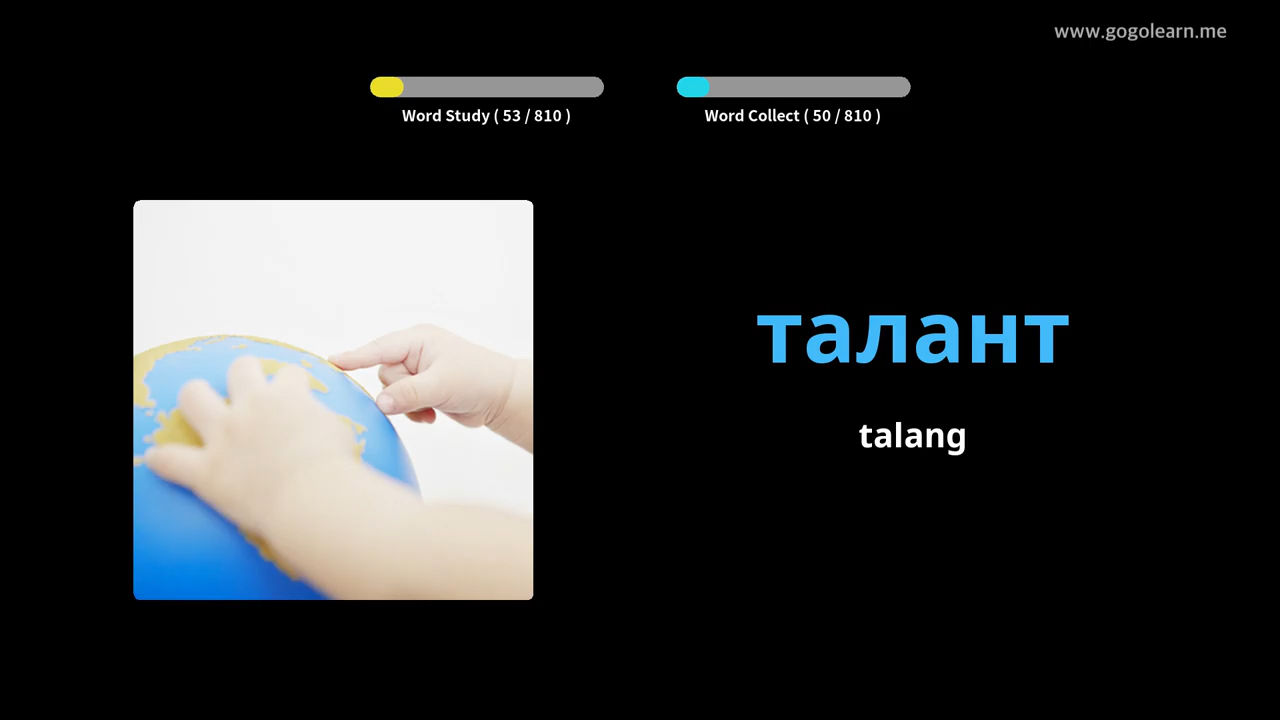 www.gogolearn.me
Word Study ( 53 / 810 )
Word Collect ( 50 / 810 )
талант
talang